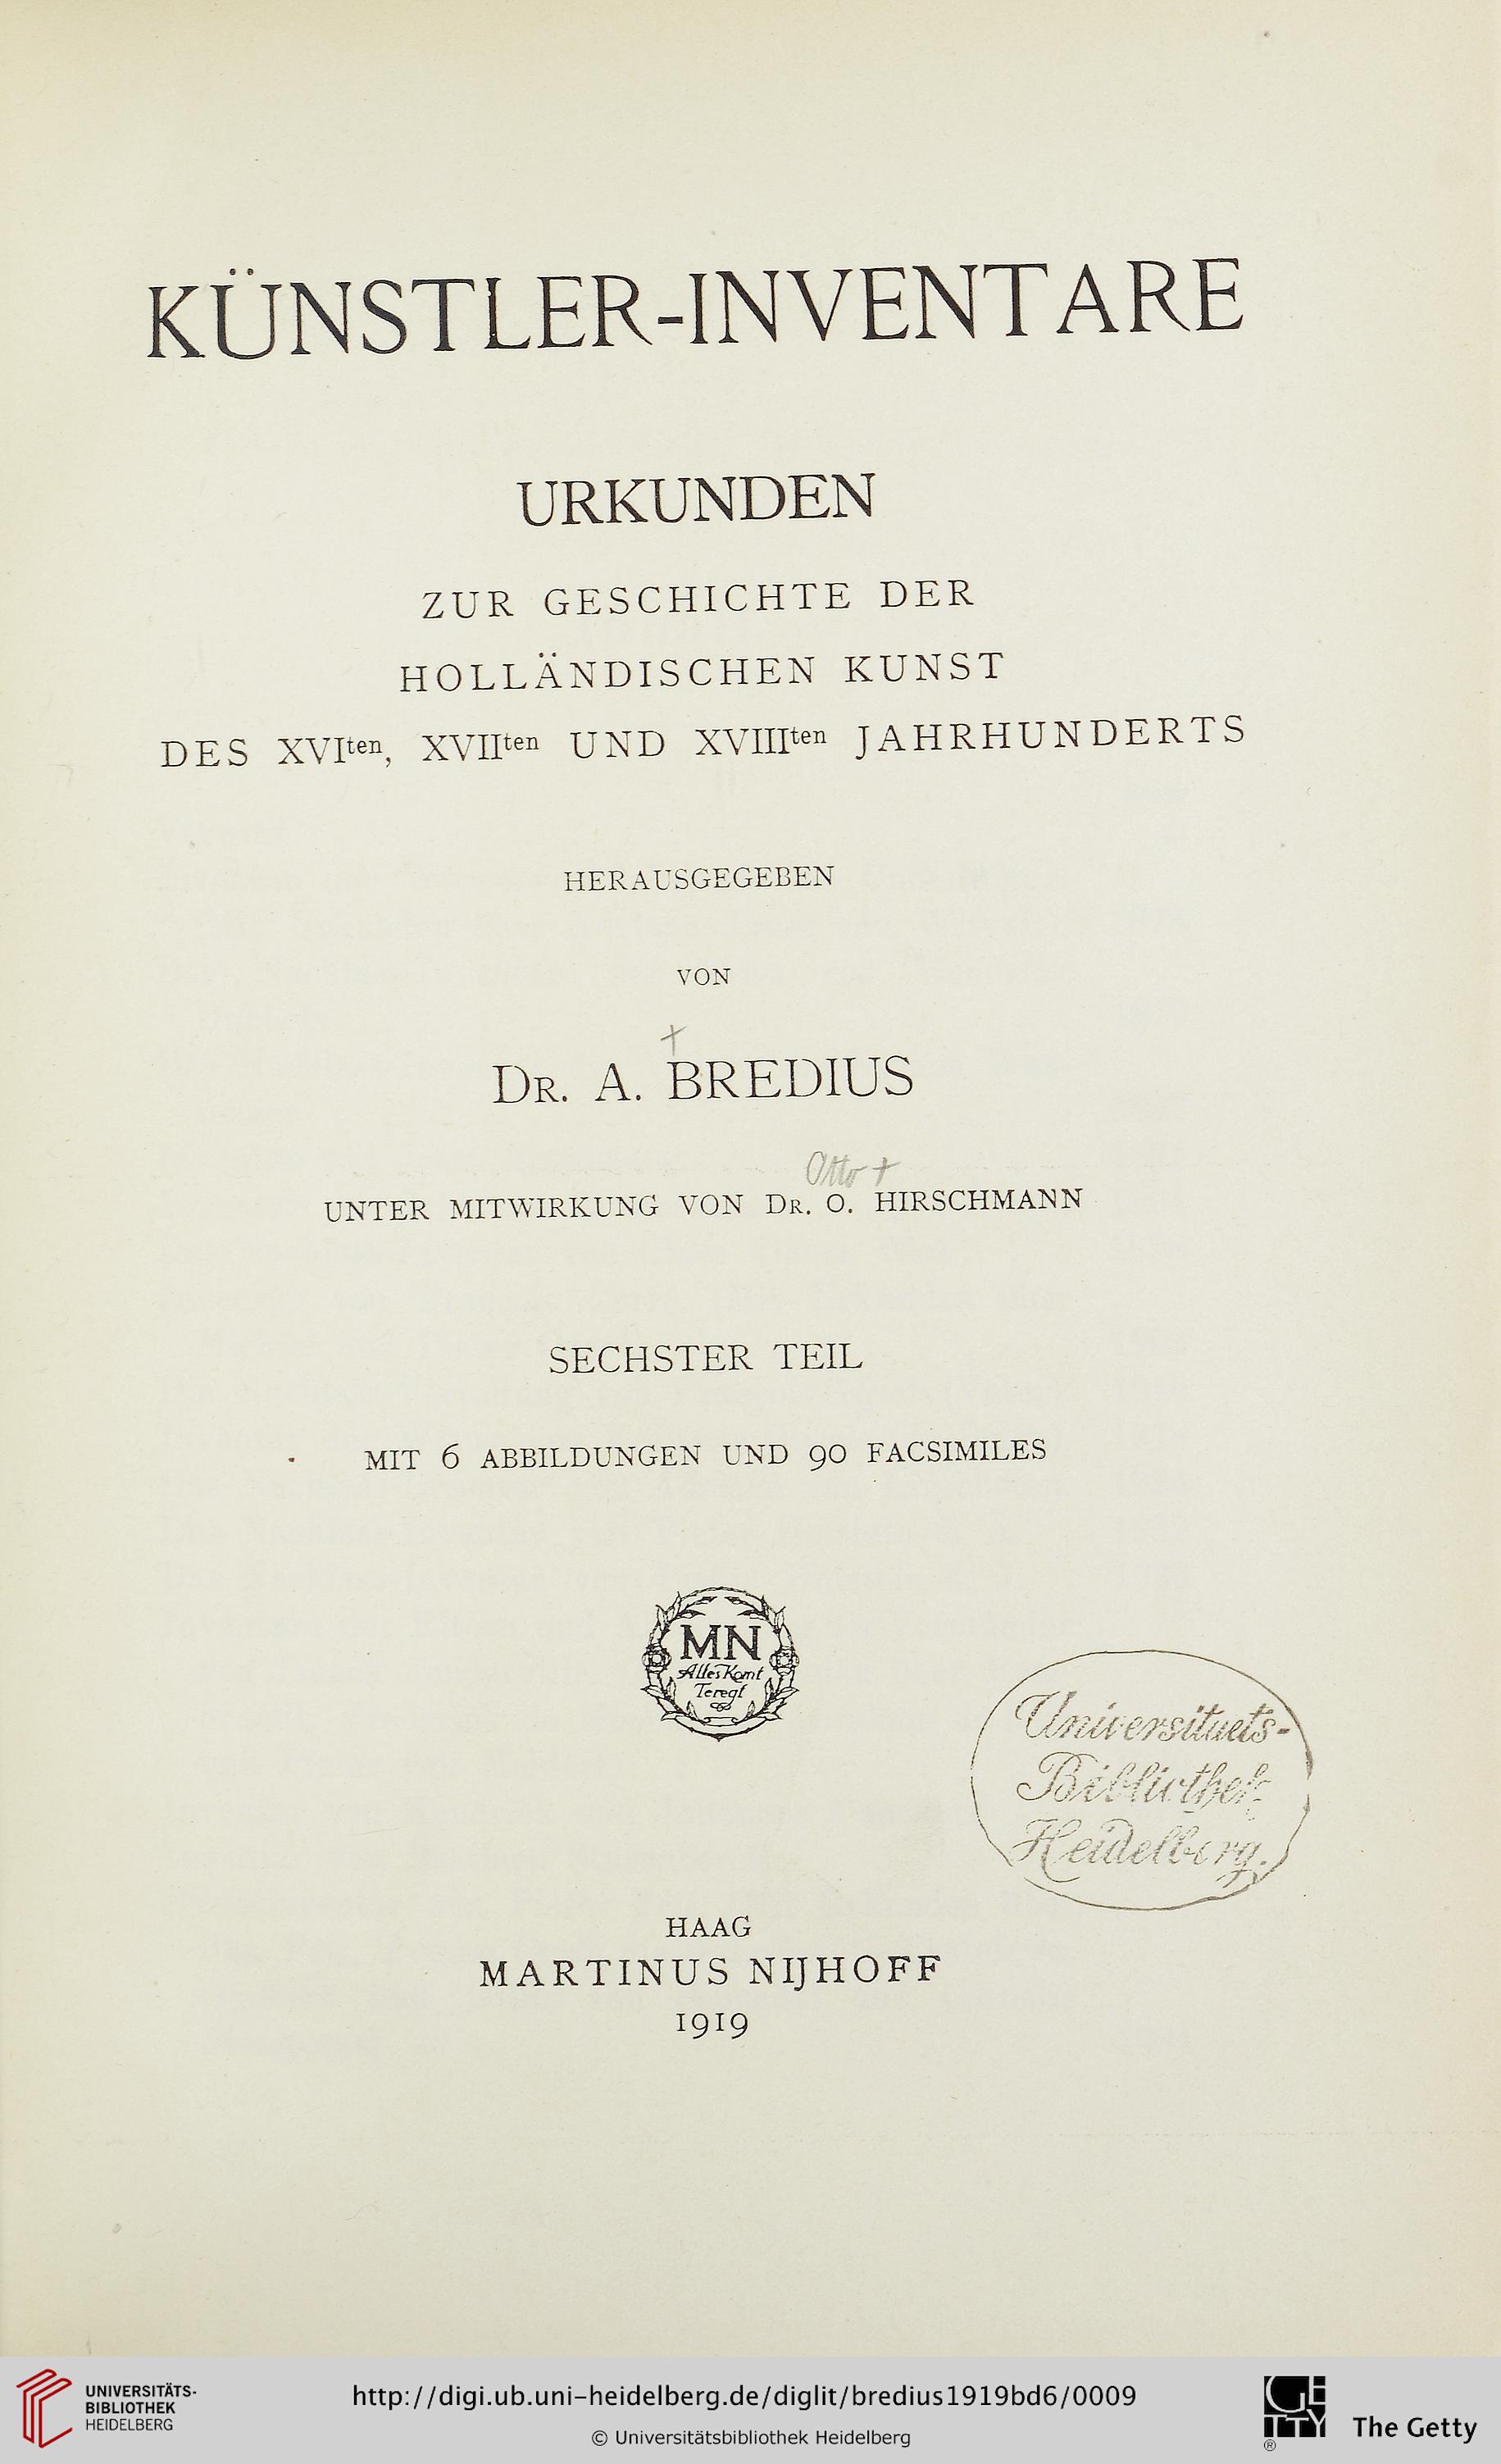 KÜNSTLER-INVENTARE
URKUNDEN
ZUR GESCHICHTE DER
HOLLÄNDISCHEN KUNST
DES XVIten, XVIIten UND XVIIIten JAHRHUNDERTS
HERAUSGEGEBEN
VON
DR. A. BREDIUS
Otto +
UNTER MITWIRKUNG VON DR. O. HIRSCHMANN
SECHSTER TEIL
MIT 6 ABBILDUNGEN UND 90 FACSIMILES
MN
Alles Komt
Teregt
Universitaets-
Bibliothek
Heidelberg.
HAAG
MARTINUS NIJHOFF
1919
UNIVERSITÄTS-
BIBLIOTHEK
HEIDELBERG
http://digi.ub.uni-heidelberg.de/diglit/bredius1919bd6/0009
© Universitätsbibliothek Heidelberg
GETTY
®
The Getty